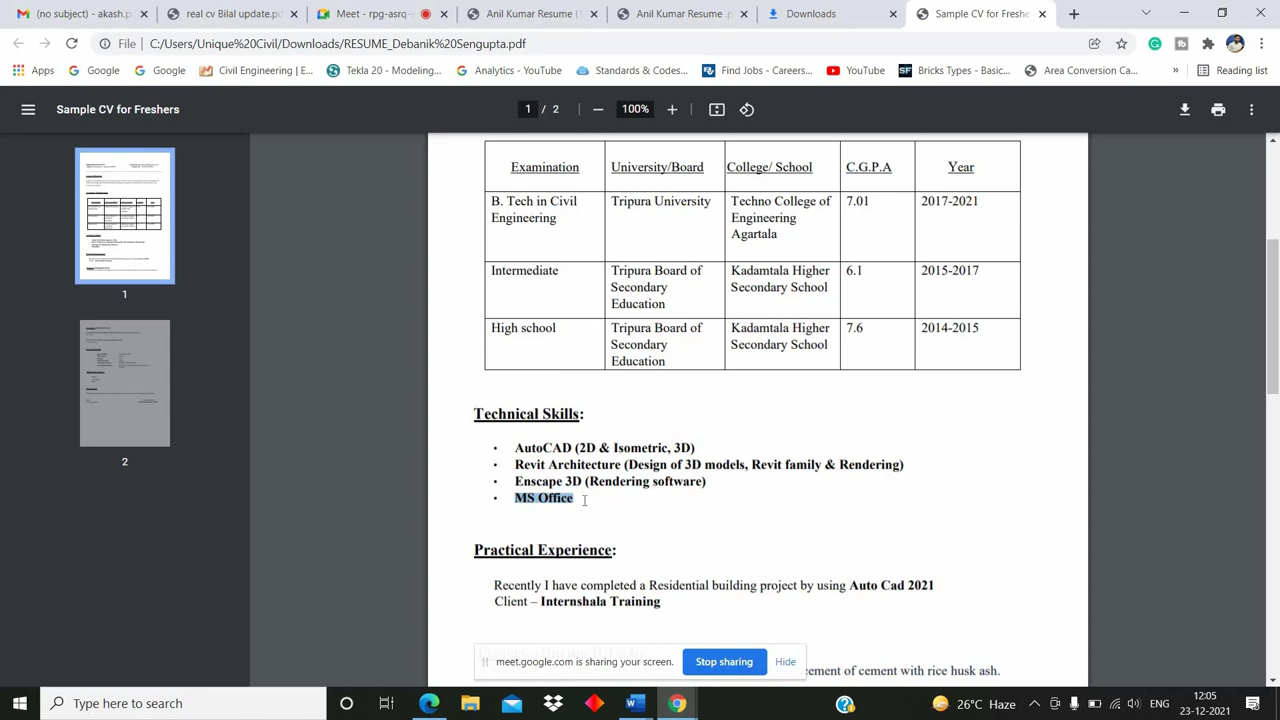 (no subject) - akash.p
real cv Bilal update.pd
Meet - rpg-asrq-v
Anil Kumar Resume (1
Anil Kumar Resume .p
Downloads
Sample CV for Freshe
File
C:/Users/Unique%20Civil/Downloads/RESUME_Debanik%20Sengupta.pdf
Apps
Google
Google
Civil Engineering | E...
Tekla 20 - Modeling...
Analytics - YouTube
Standards & Codes...
Find Jobs - Careers...
YouTube
Bricks Types - Basic...
Area Conversion Ca...
»
Reading list
Sample CV for Freshers
1 / 2
100%
1
2
Examination University/Board College/ School C.G.P.A Year
B. Tech in Civil Tripura University Techno College of 7.01 2017-2021
Engineering Engineering
Agartala
Intermediate Tripura Board of Kadamtala Higher 6.1 2015-2017
Secondary Secondary School
Education
High school Tripura Board of Kadamtala Higher 7.6 2014-2015
Secondary Secondary School
Education
Technical Skills:
• AutoCAD (2D & Isometric, 3D)
• Revit Architecture (Design of 3D models, Revit family & Rendering)
• Enscape 3D (Rendering software)
• MS Office
Practical Experience:
Recently I have completed a Residential building project by using Auto Cad 2021
Client – Internshala Training
meet.google.com is sharing your screen.
Stop sharing
Hide
cement of cement with rice husk ash.
Type here to search
26°C Haze
ENG
12:05
23-12-2021